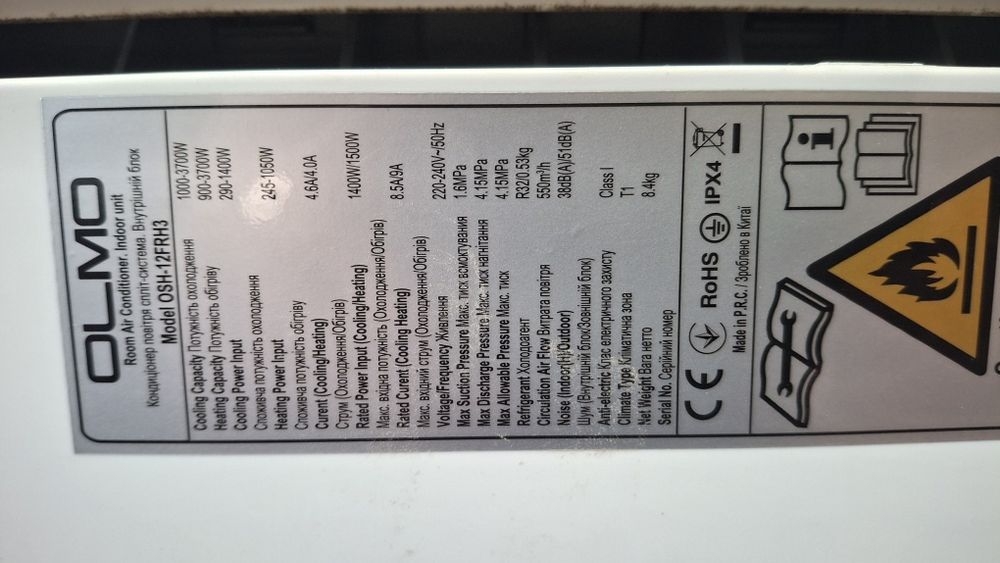 OLMO
Room Air Conditioner. Indoor unit
Кондиціонер повітря спліт-система. Внутрішній блок
Model OSH-12FRH3
Cooling Capacity Потужність охолодження 1000-3700W
Heating Capacity Потужність обігріву 900-3700W
Cooling Power Input 290-1400W
Споживча потужність охолодження
Heating Power Input 245-1050W
Споживча потужність обігріву
Current (Cooling/Heating) 4.6A/4.0A
Струм (Охолодження/Обігрів)
Rated Power Input (Cooling/Heating) 1400W/1500W
Макс. вхідна потужність (Охолодження/Обігрів)
Rated Curent (Cooling Heating) 8.5A/9A
Макс. вхідний струм (Охолодження/Обігрів)
Voltage/Frequency Живлення 220-240V~/50Hz
Max Suction Pressure Макс. тиск всмоктування 1.6MPa
Max Discharge Pressure Макс. тиск нагнітання 4.15MPa
Max Allowable Pressure Макс. тиск 4.15MPa
Refrigerant Холодоагент R32/0.53kg
Circulation Air Flow Витрата повітря 550m³/h
Noise (Indoor(H)/Outdoor) 38dB(A)/51dB(A)
Шум (Внутрішній блок/Зовнішній блок)
Anti-electric Клас електричного захисту Class I
Climate Type Кліматична зона T1
Net Weight Вага нетто 8.4kg
Serial No. Серійний номер
CE RoHS IPX4
Made in P.R.C. / Зроблено в Китаї